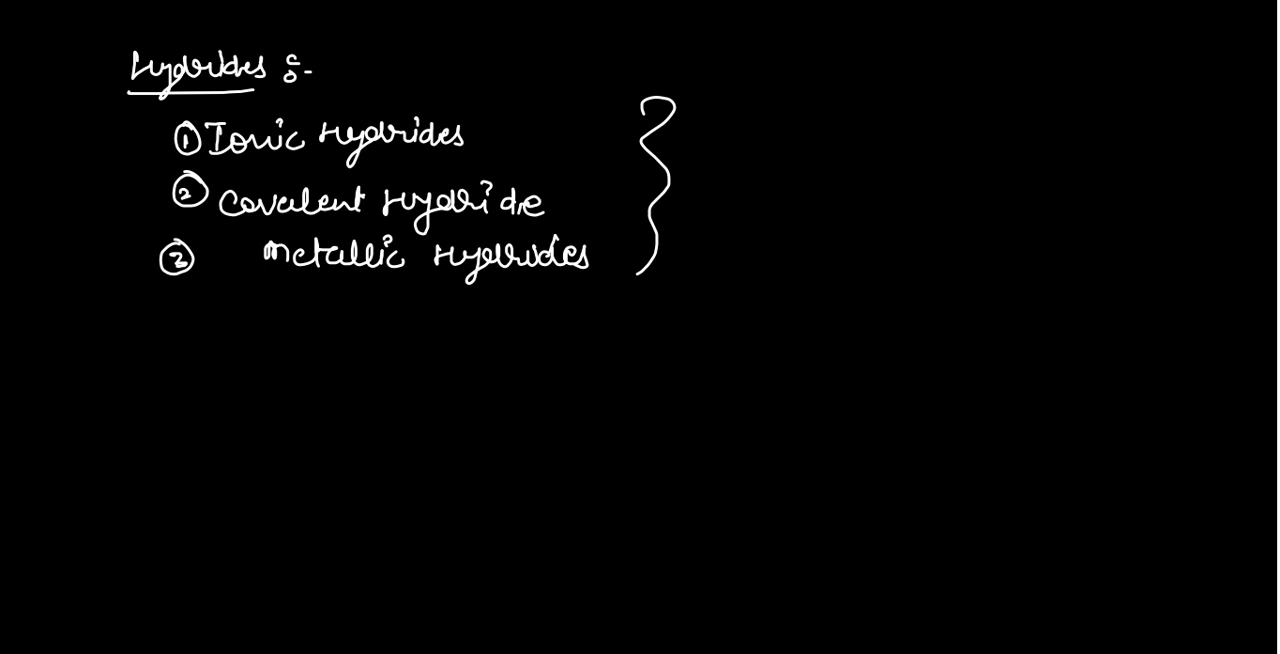 Hydrides :-
① Ionic Hydrides
② Covalent Hydride
③ Metallic Hydrides